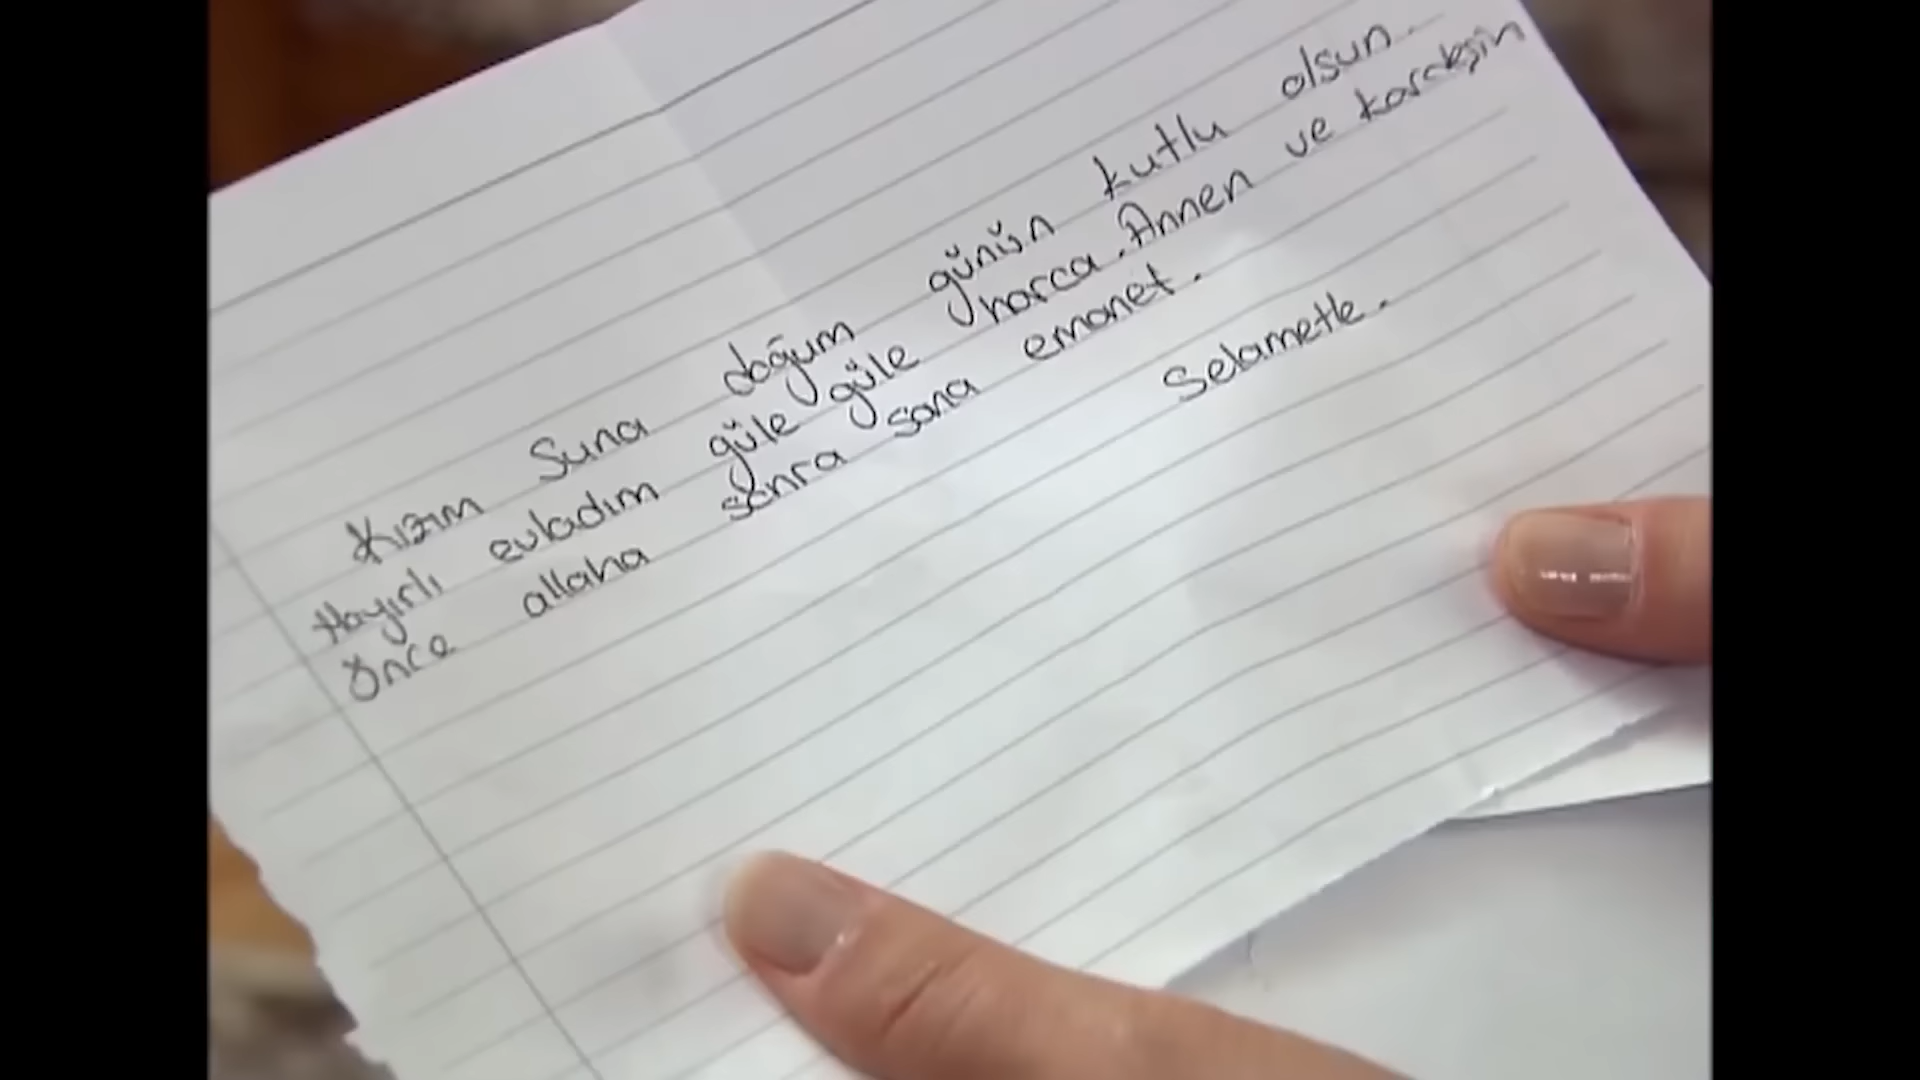 Kızım Suna doğum günün kutlu olsun.
Hayırlı evladım güle güle harca. Annen ve kardeşin
Önce allaha sonra sana emanet.
Selametle.